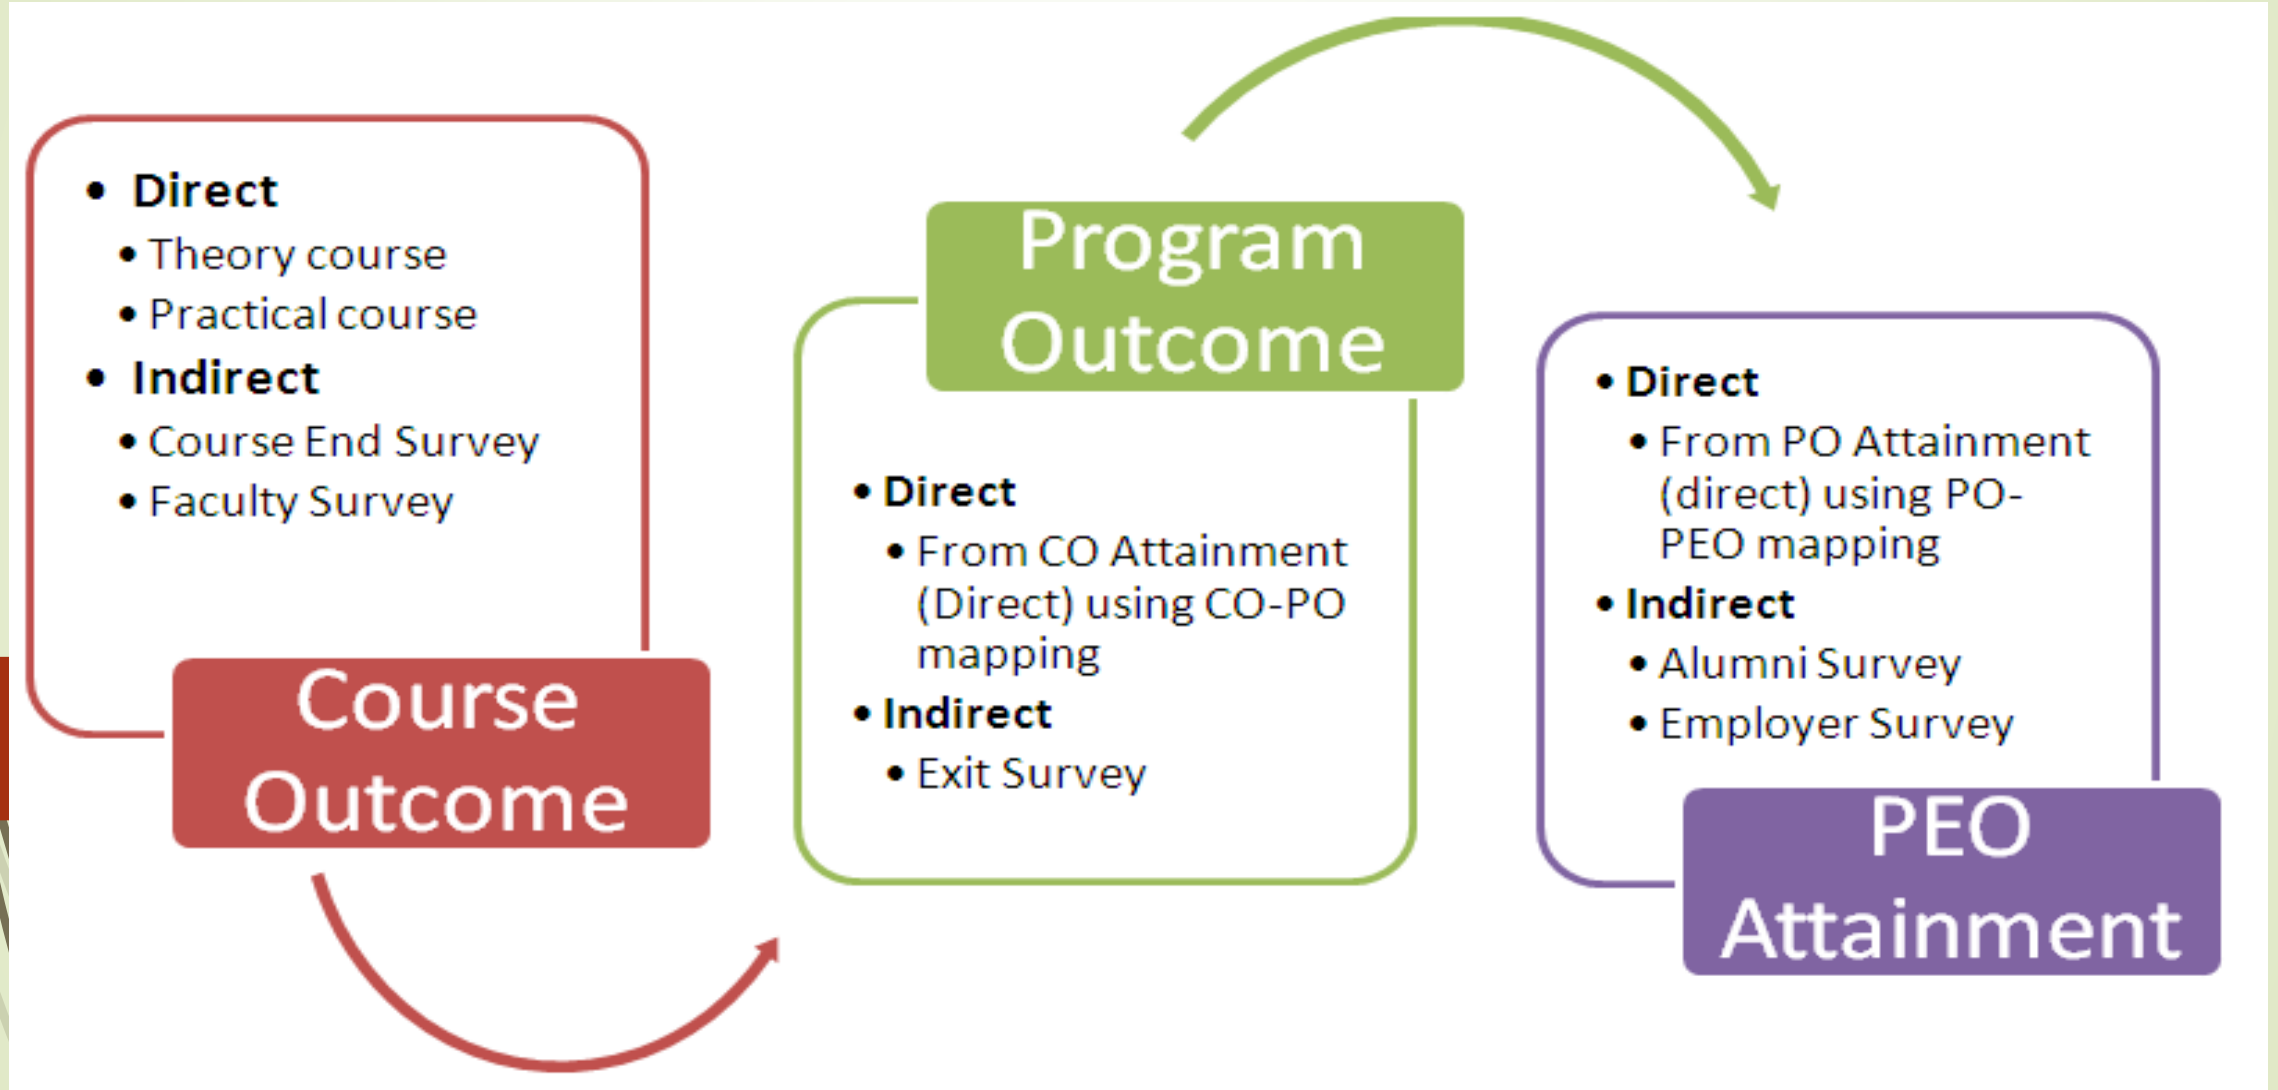 • Direct
• Theory course
• Practical course
• Indirect
• Course End Survey
• Faculty Survey
Course
Outcome
Program
Outcome
• Direct
• From CO Attainment
(Direct) using CO-PO
mapping
• Indirect
• Exit Survey
• Direct
• From PO Attainment
(direct) using PO-
PEO mapping
• Indirect
• Alumni Survey
• Employer Survey
PEO
Attainment